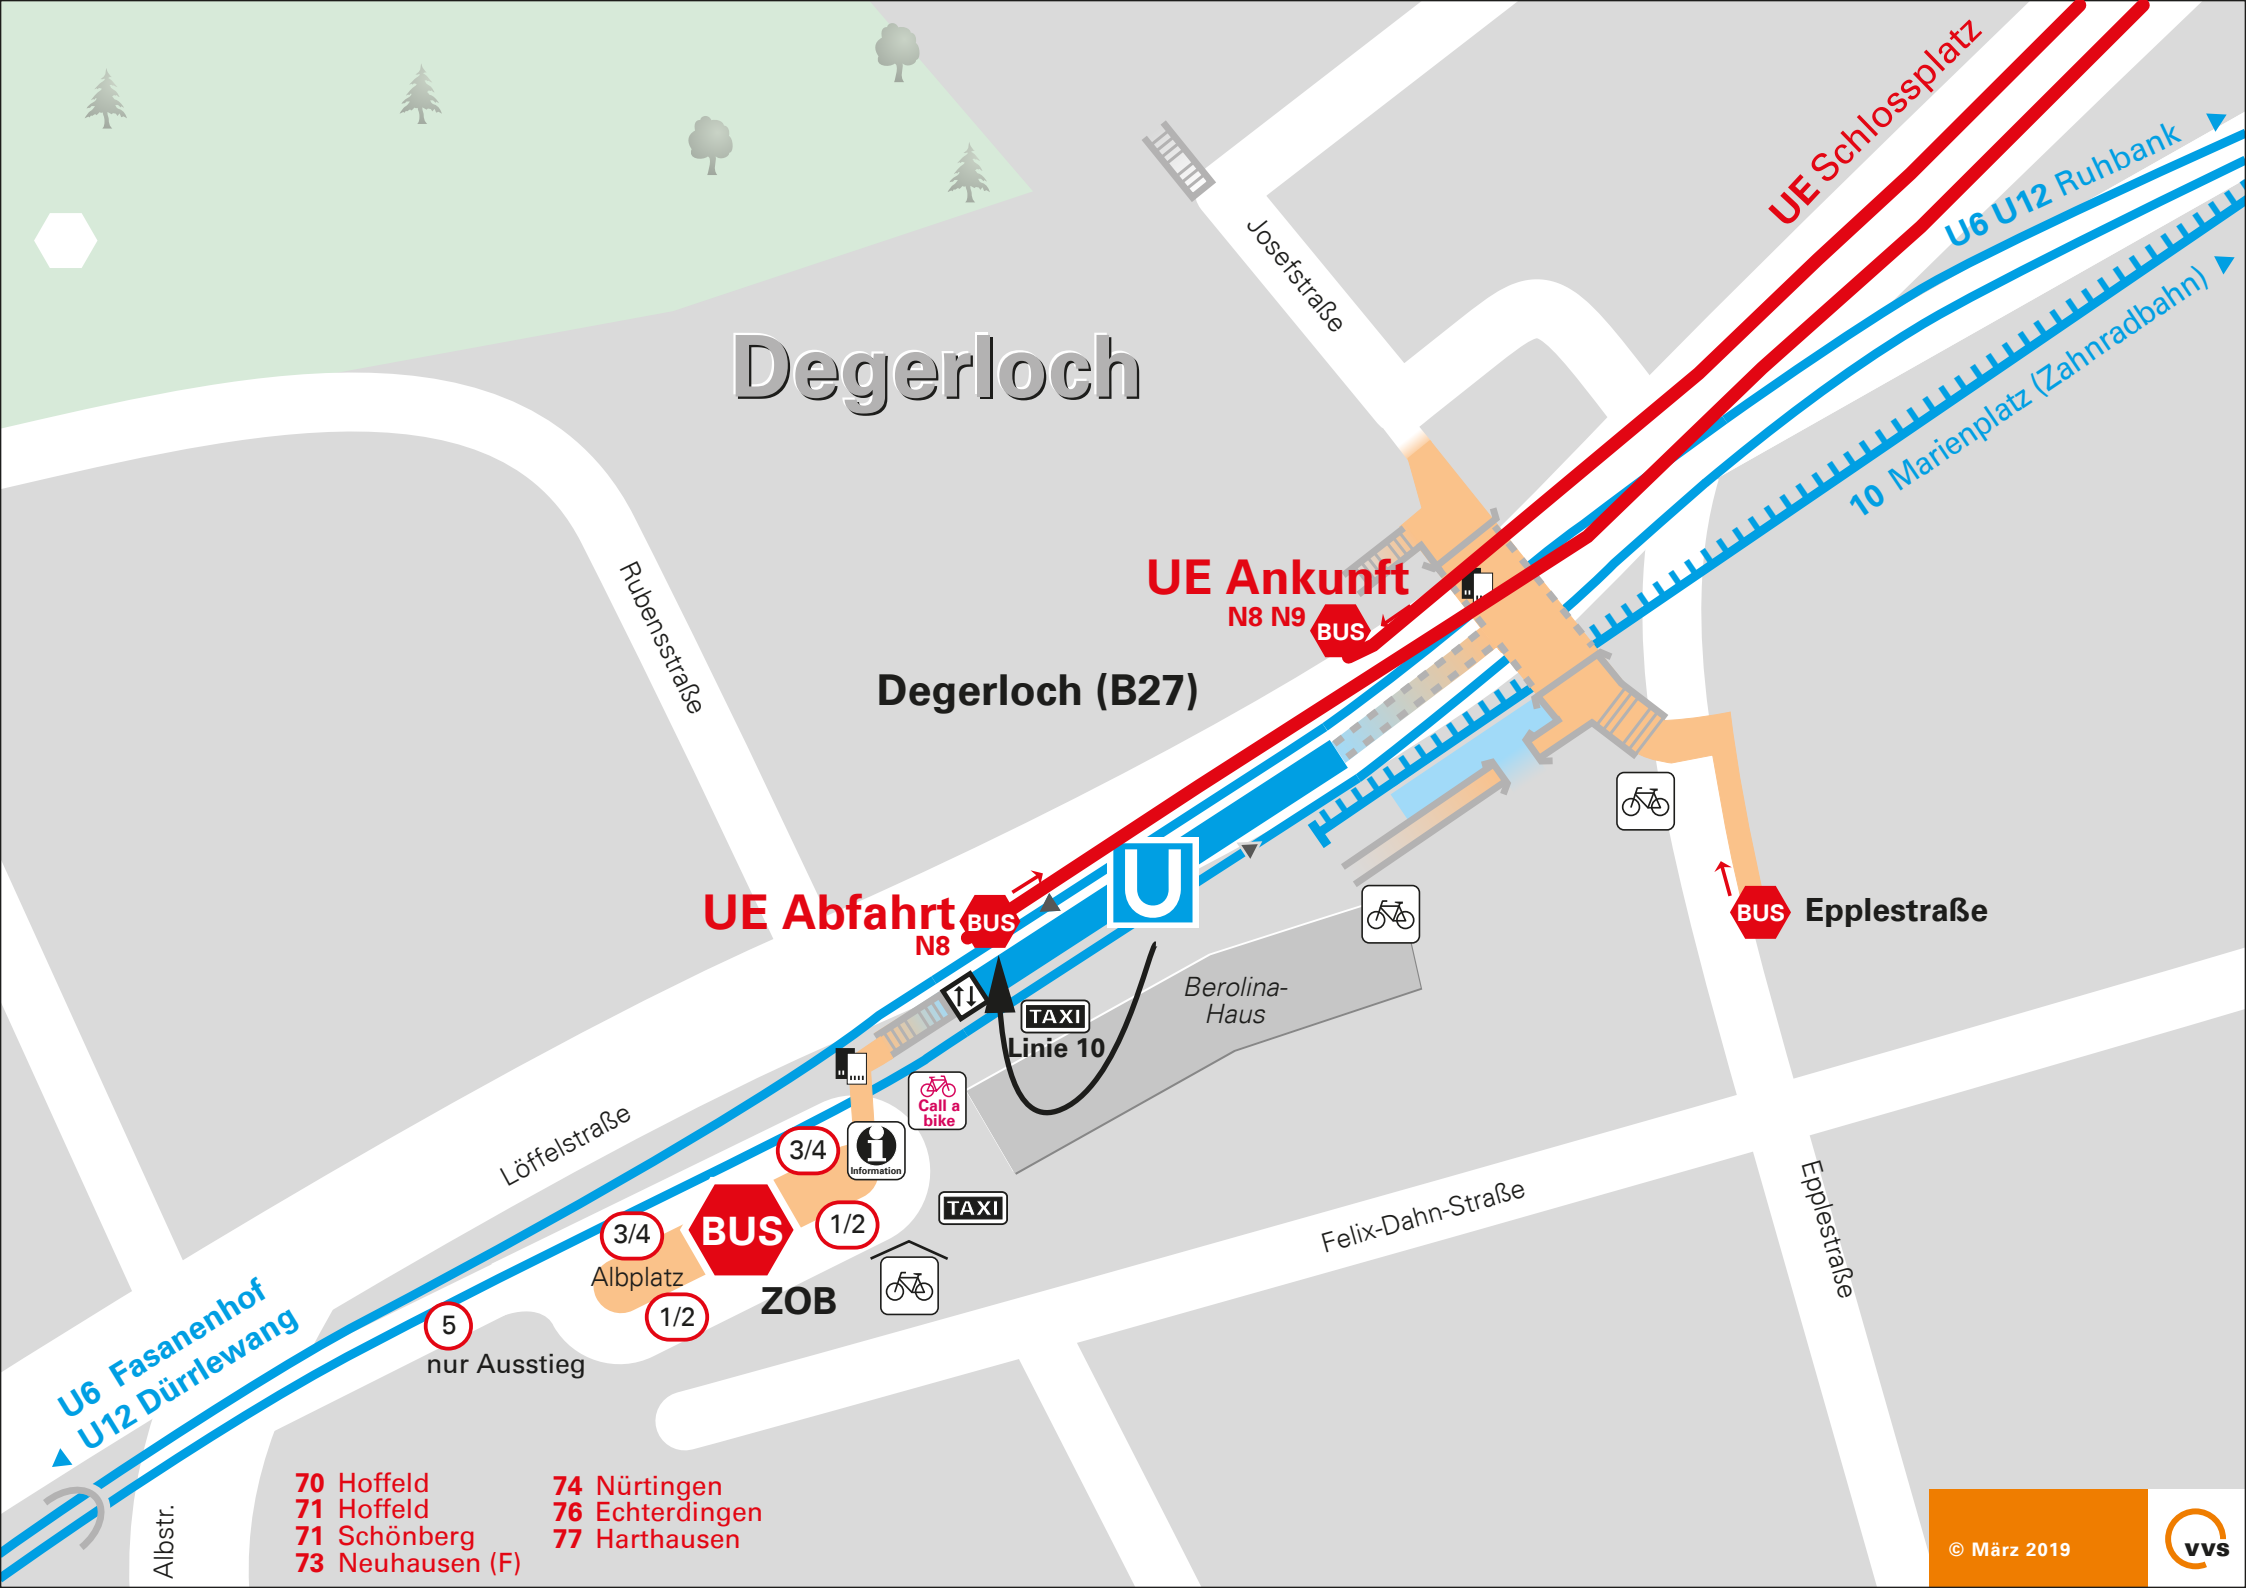 UE Schlossplatz
U6 U12 Ruhbank
10 Marienplatz (Zahnradbahn)
Josefstraße
Degerloch
Rubensstraße
UE Ankunft
N8 N9
BUS
Degerloch (B27)
UE Abfahrt
N8
BUS
U
BUS
Epplestraße
Berolina-
Haus
TAXI
Linie 10
Call a
bike
Löffelstraße
3/4
i
Information
TAXI
3/4
BUS
1/2
Albplatz
ZOB
1/2
5
nur Ausstieg
Felix-Dahn-Straße
Epplestraße
U6 Fasanenhof
U12 Dürrlewang
Albstr.
70 Hoffeld
71 Hoffeld
71 Schönberg
73 Neuhausen (F)
74 Nürtingen
76 Echterdingen
77 Harthausen
© März 2019
vvs